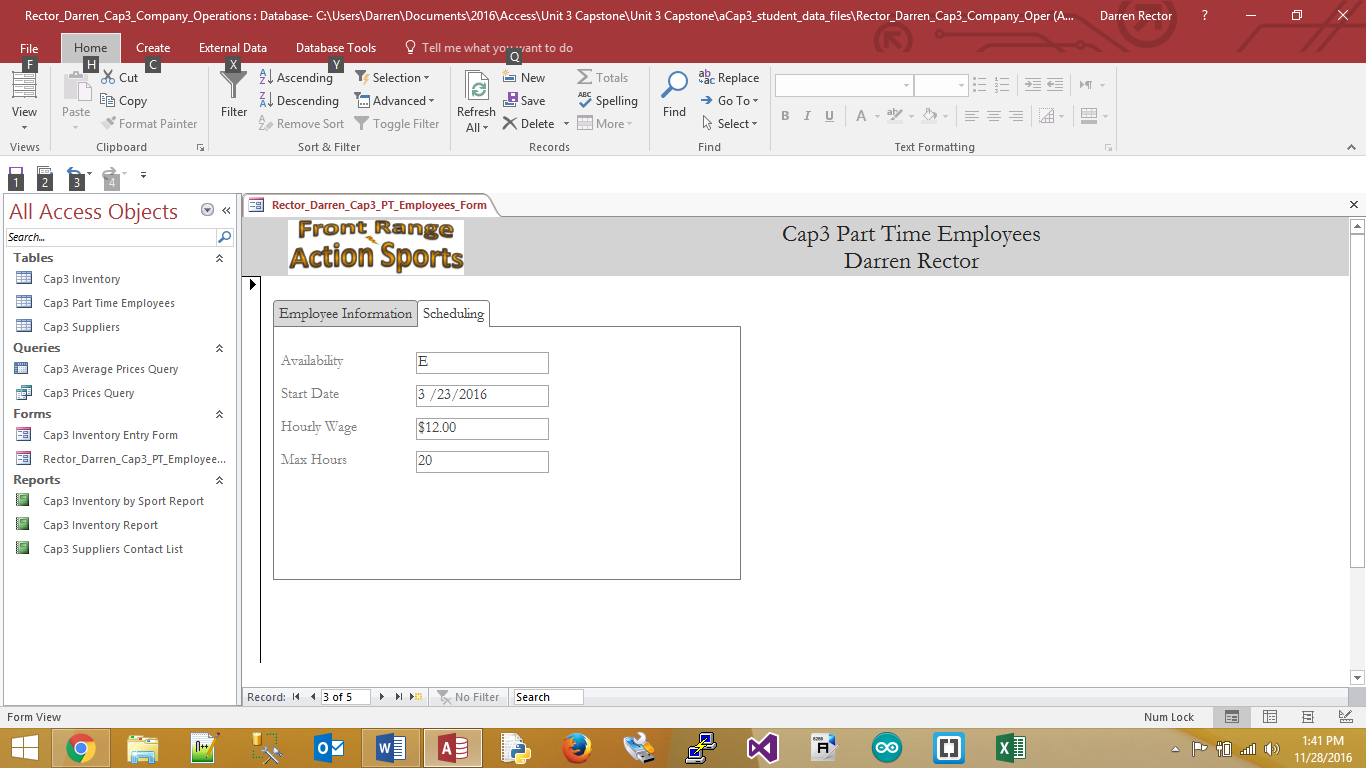 Rector_Darren_Cap3_Company_Operations : Database- C:\Users\Darren\Documents\2016\Access\Unit 3 Capstone\Unit 3 Capstone\aCap3_student_data_files\Rector_Darren_Cap3_Company_Oper (A... Darren Rector ?
File Home Create External Data Database Tools Tell me what you want to do
F H C X Y Q
View
Views
Paste
Cut
Copy
Format Painter
Clipboard
Filter
Ascending
Descending
Remove Sort
Selection
Advanced
Toggle Filter
Sort & Filter
Refresh
All
New
Save
Delete
Totals
Spelling
More
Records
Find
Replace
Go To
Select
Find
B I U A
Text Formatting
1 2 3 4
All Access Objects
Search...
Tables
Cap3 Inventory
Cap3 Part Time Employees
Cap3 Suppliers
Queries
Cap3 Average Prices Query
Cap3 Prices Query
Forms
Cap3 Inventory Entry Form
Rector_Darren_Cap3_PT_Employee...
Reports
Cap3 Inventory by Sport Report
Cap3 Inventory Report
Cap3 Suppliers Contact List
Rector_Darren_Cap3_PT_Employees_Form
Front Range
Action Sports
Cap3 Part Time Employees
Darren Rector
Employee Information Scheduling
Availability E
Start Date 3 /23/2016
Hourly Wage $12.00
Max Hours 20
Record: 3 of 5 No Filter Search
Form View Num Lock
1:41 PM
11/28/2016